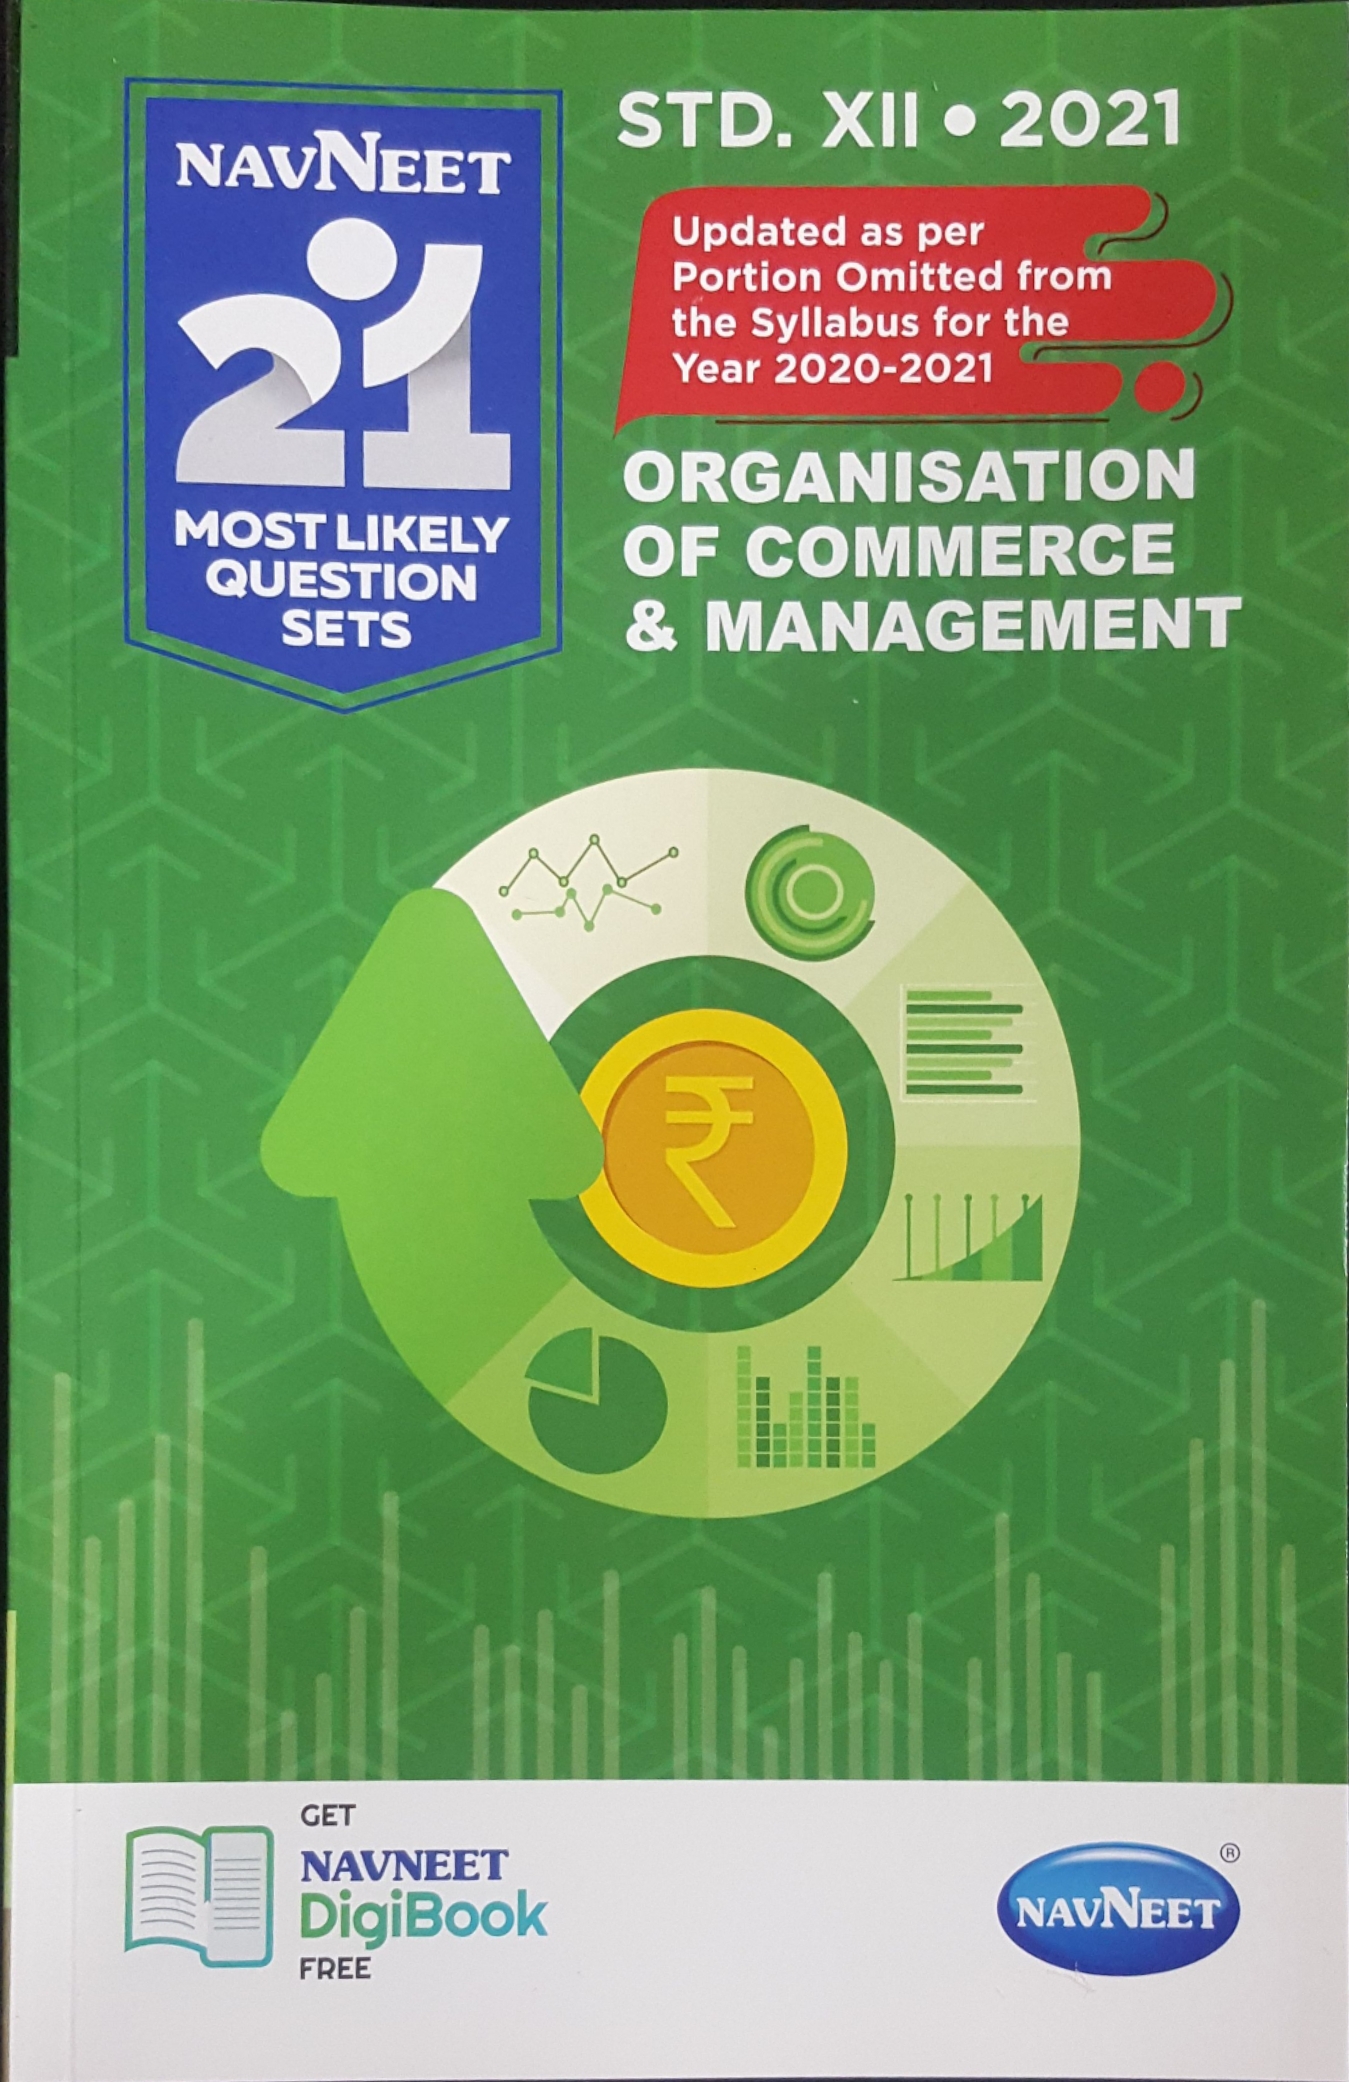 NAVNEET
21
MOST LIKELY
QUESTION
SETS
STD. XII • 2021
Updated as per
Portion Omitted from
the Syllabus for the
Year 2020-2021
ORGANISATION
OF COMMERCE
& MANAGEMENT
₹
GET
NAVNEET
DigiBook
FREE
NAVNEET ®